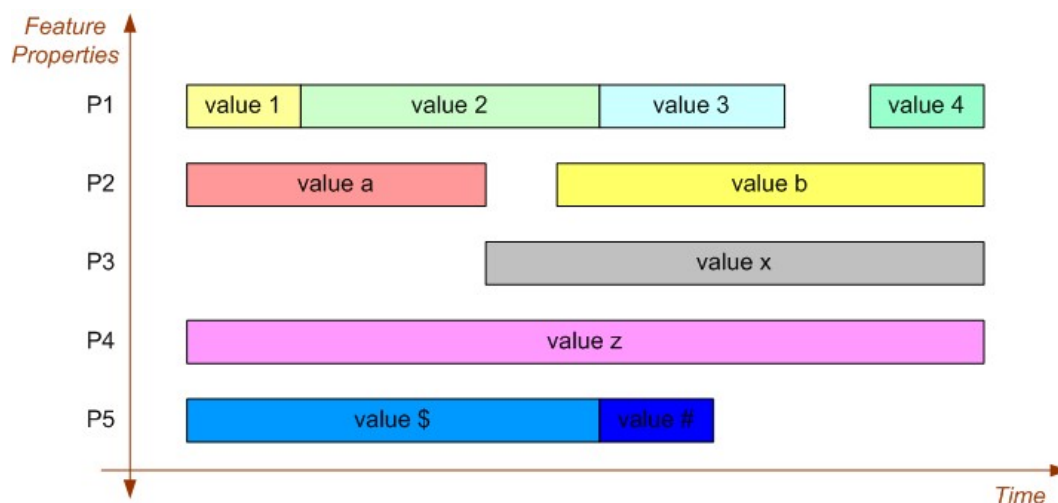 Feature
Properties
P1 value 1 value 2 value 3 value 4
P2 value a value b
P3 value x
P4 value z
P5 value $ value #
Time